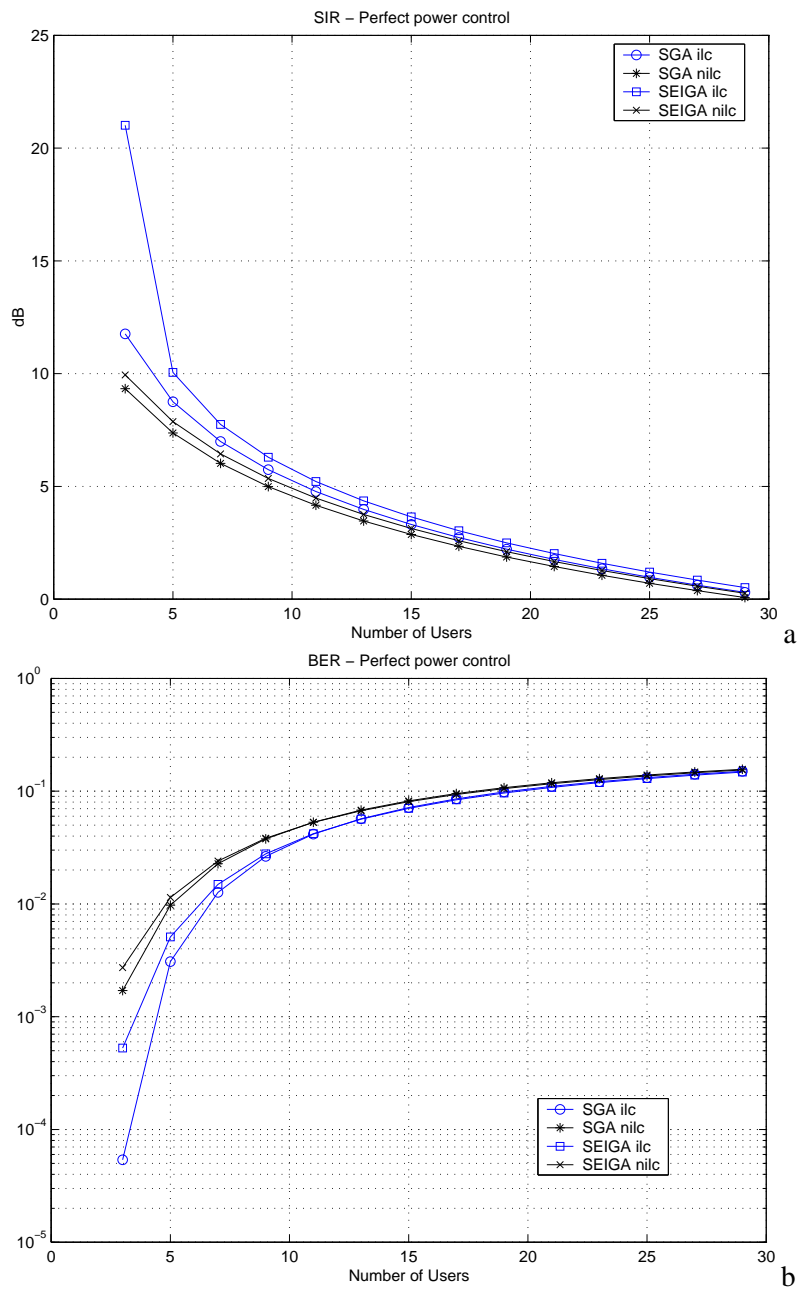 SIR – Perfect power control
25
20
15
10
5
0
dB
SGA ilc
SGA nilc
SEIGA ilc
SEIGA nilc
0 5 10 15 20 25 30
Number of Users
a
BER – Perfect power control
10^0
10^−1
10^−2
10^−3
10^−4
10^−5
SGA ilc
SGA nilc
SEIGA ilc
SEIGA nilc
0 5 10 15 20 25 30
Number of Users
b